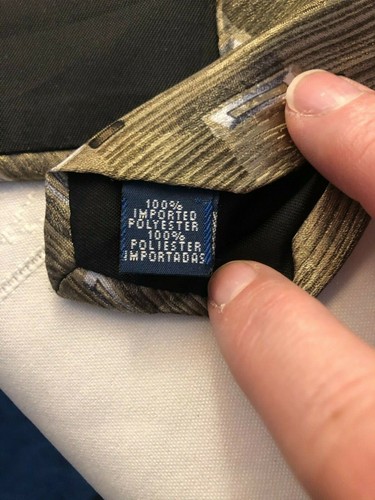 100%
IMPORTED
POLYESTER
100%
POLIESTER
IMPORTADAS